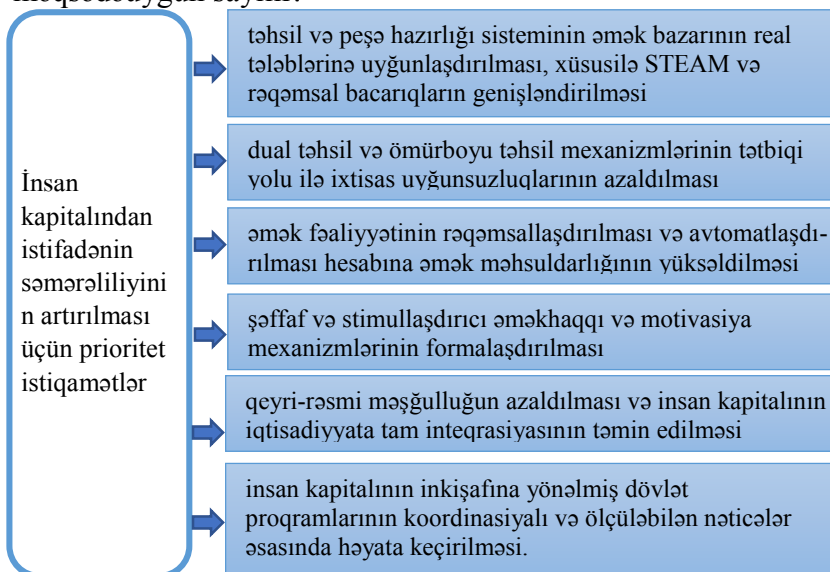 məqsədəuyğun sayılır:
İnsan
kapitalından
istifadənin
səmərəliliyini
n artırılması
üçün prioritet
istiqamətlər
təhsil və peşə hazırlığı sisteminin əmək bazarının real
tələblərinə uyğunlaşdırılması, xüsusilə STEAM və
rəqəmsal bacarıqların genişləndirilməsi
dual təhsil və ömürboyu təhsil mexanizmlərinin tətbiqi
yolu ilə ixtisas uyğunsuzluqlarının azaldılması
əmək fəaliyyətinin rəqəmsallaşdırılması və avtomatlaşdı-
rılması hesabına əmək məhsuldarlığının yüksəldilməsi
şəffaf və stimullaşdırıcı əməkhaqqı və motivasiya
mexanizmlərinin formalaşdırılması
qeyri-rəsmi məşğulluğun azaldılması və insan kapitalının
iqtisadiyyata tam inteqrasiyasının təmin edilməsi
insan kapitalının inkişafına yönəlmiş dövlət
proqramlarının koordinasiyalı və ölçüləbilən nəticələr
əsasında həyata keçirilməsi.